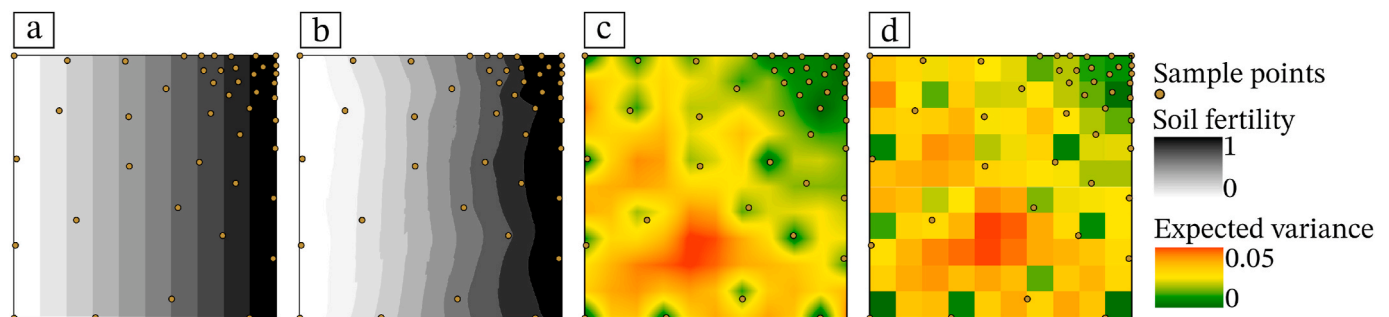 a
b
c
d
Sample points
Soil fertility
1
0
Expected variance
0.05
0